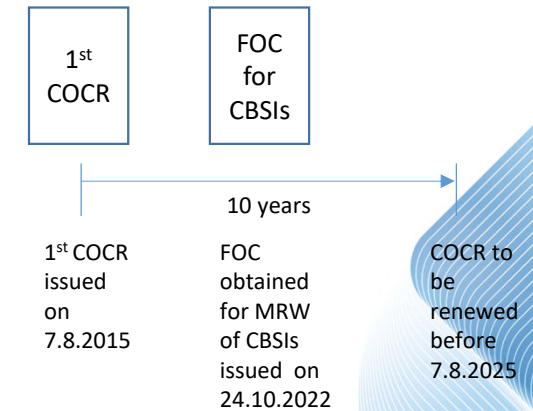 1st
COCR
FOC
for
CBSIs
10 years
1st COCR
issued
on
7.8.2015
FOC
obtained
for MRW
of CBSIs
issued on
24.10.2022
COCR to
be
renewed
before
7.8.2025